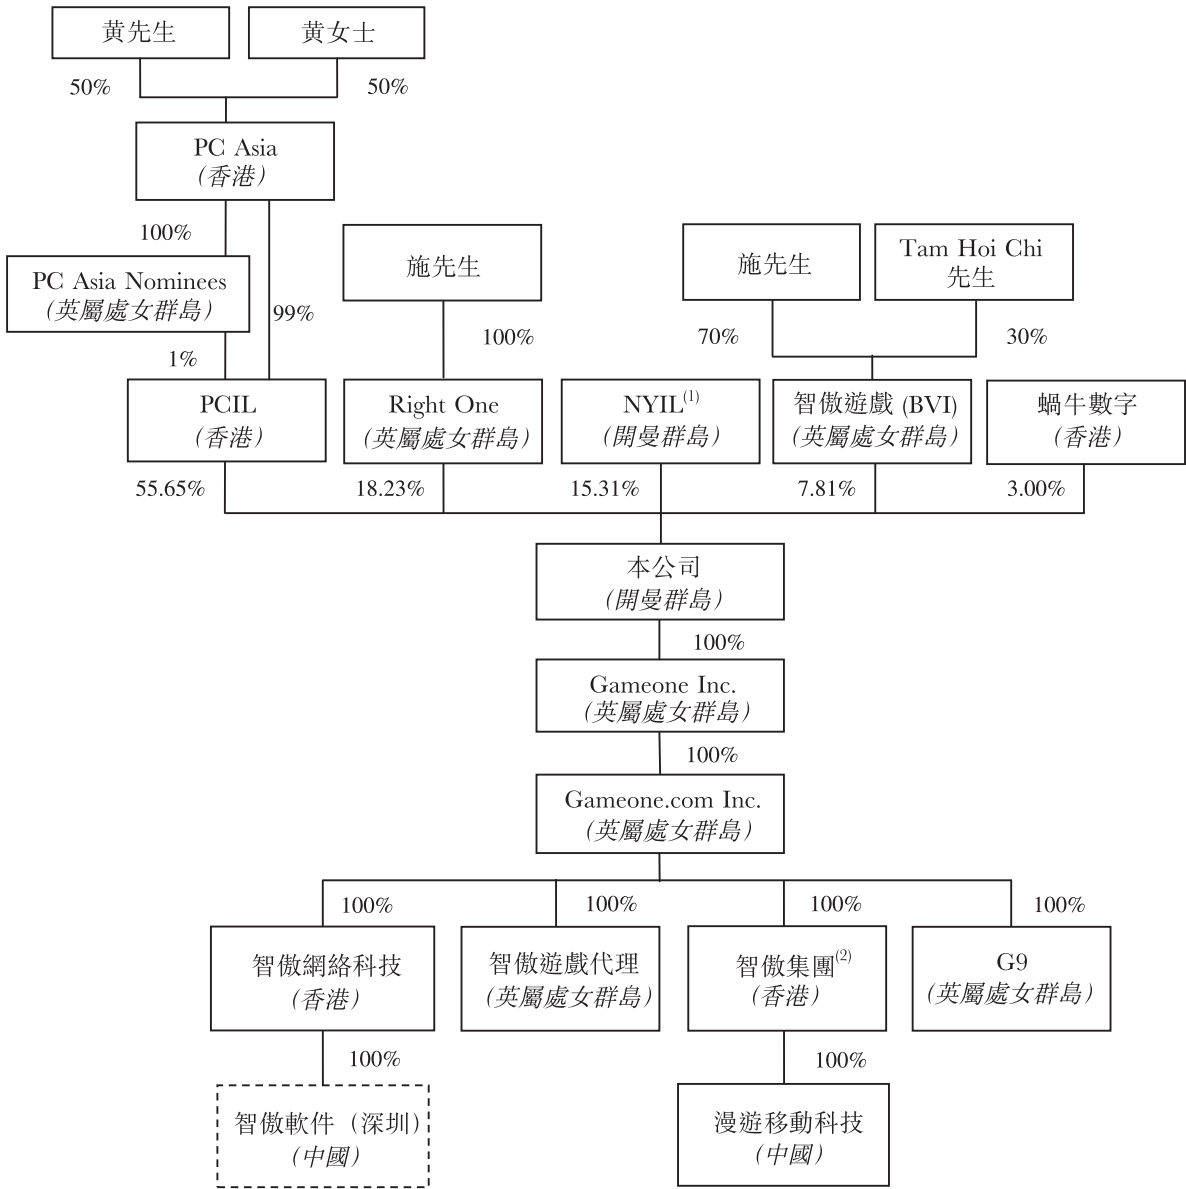 黃先生
黃女士
50%
50%
PC Asia
(香港)
100%
PC Asia Nominees
(英屬處女群島)
99%
1%
施先生
100%
施先生
Tam Hoi Chi
先生
70%
30%
PCIL
(香港)
Right One
(英屬處女群島)
NYIL(1)
(開曼群島)
智傲遊戲 (BVI)
(英屬處女群島)
蝸牛數字
(香港)
55.65%
18.23%
15.31%
7.81%
3.00%
本公司
(開曼群島)
100%
Gameone Inc.
(英屬處女群島)
100%
Gameone.com Inc.
(英屬處女群島)
100%
100%
100%
100%
智傲網絡科技
(香港)
智傲遊戲代理
(英屬處女群島)
智傲集團(2)
(香港)
G9
(英屬處女群島)
100%
100%
智傲軟件（深圳）
(中國)
漫遊移動科技
(中國)